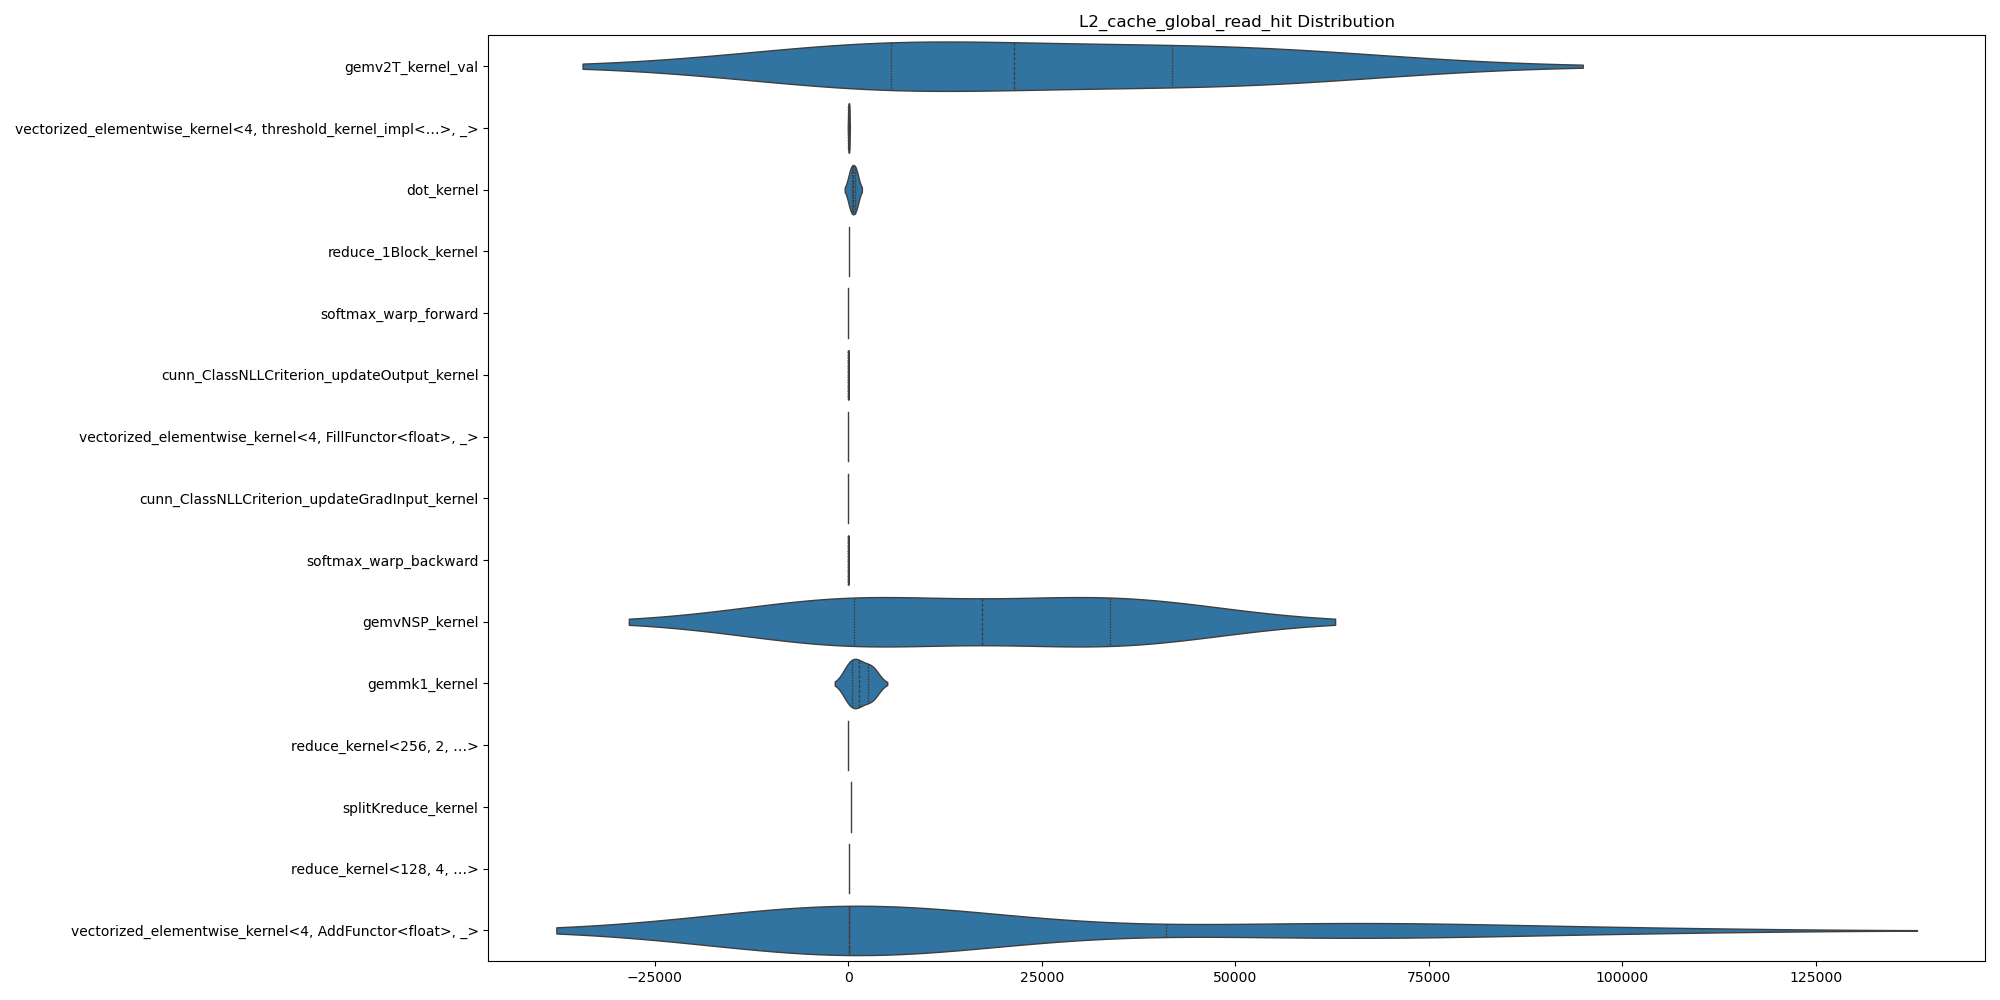 L2_cache_global_read_hit Distribution
gemv2T_kernel_val
vectorized_elementwise_kernel<4, threshold_kernel_impl<...>, _>
dot_kernel
reduce_1Block_kernel
softmax_warp_forward
cunn_ClassNLLCriterion_updateOutput_kernel
vectorized_elementwise_kernel<4, FillFunctor<float>, _>
cunn_ClassNLLCriterion_updateGradInput_kernel
softmax_warp_backward
gemvNSP_kernel
gemmk1_kernel
reduce_kernel<256, 2, ...>
splitKreduce_kernel
reduce_kernel<128, 4, ...>
vectorized_elementwise_kernel<4, AddFunctor<float>, _>
−25000 0 25000 50000 75000 100000 125000